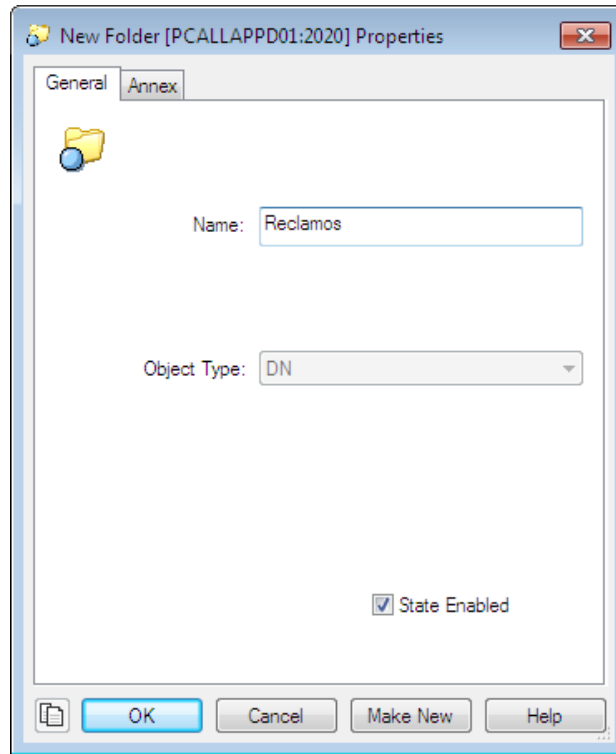 New Folder [PCALLAPPD01:2020] Properties
General Annex
Name: Reclamos
Object Type: DN
State Enabled
OK Cancel Make New Help